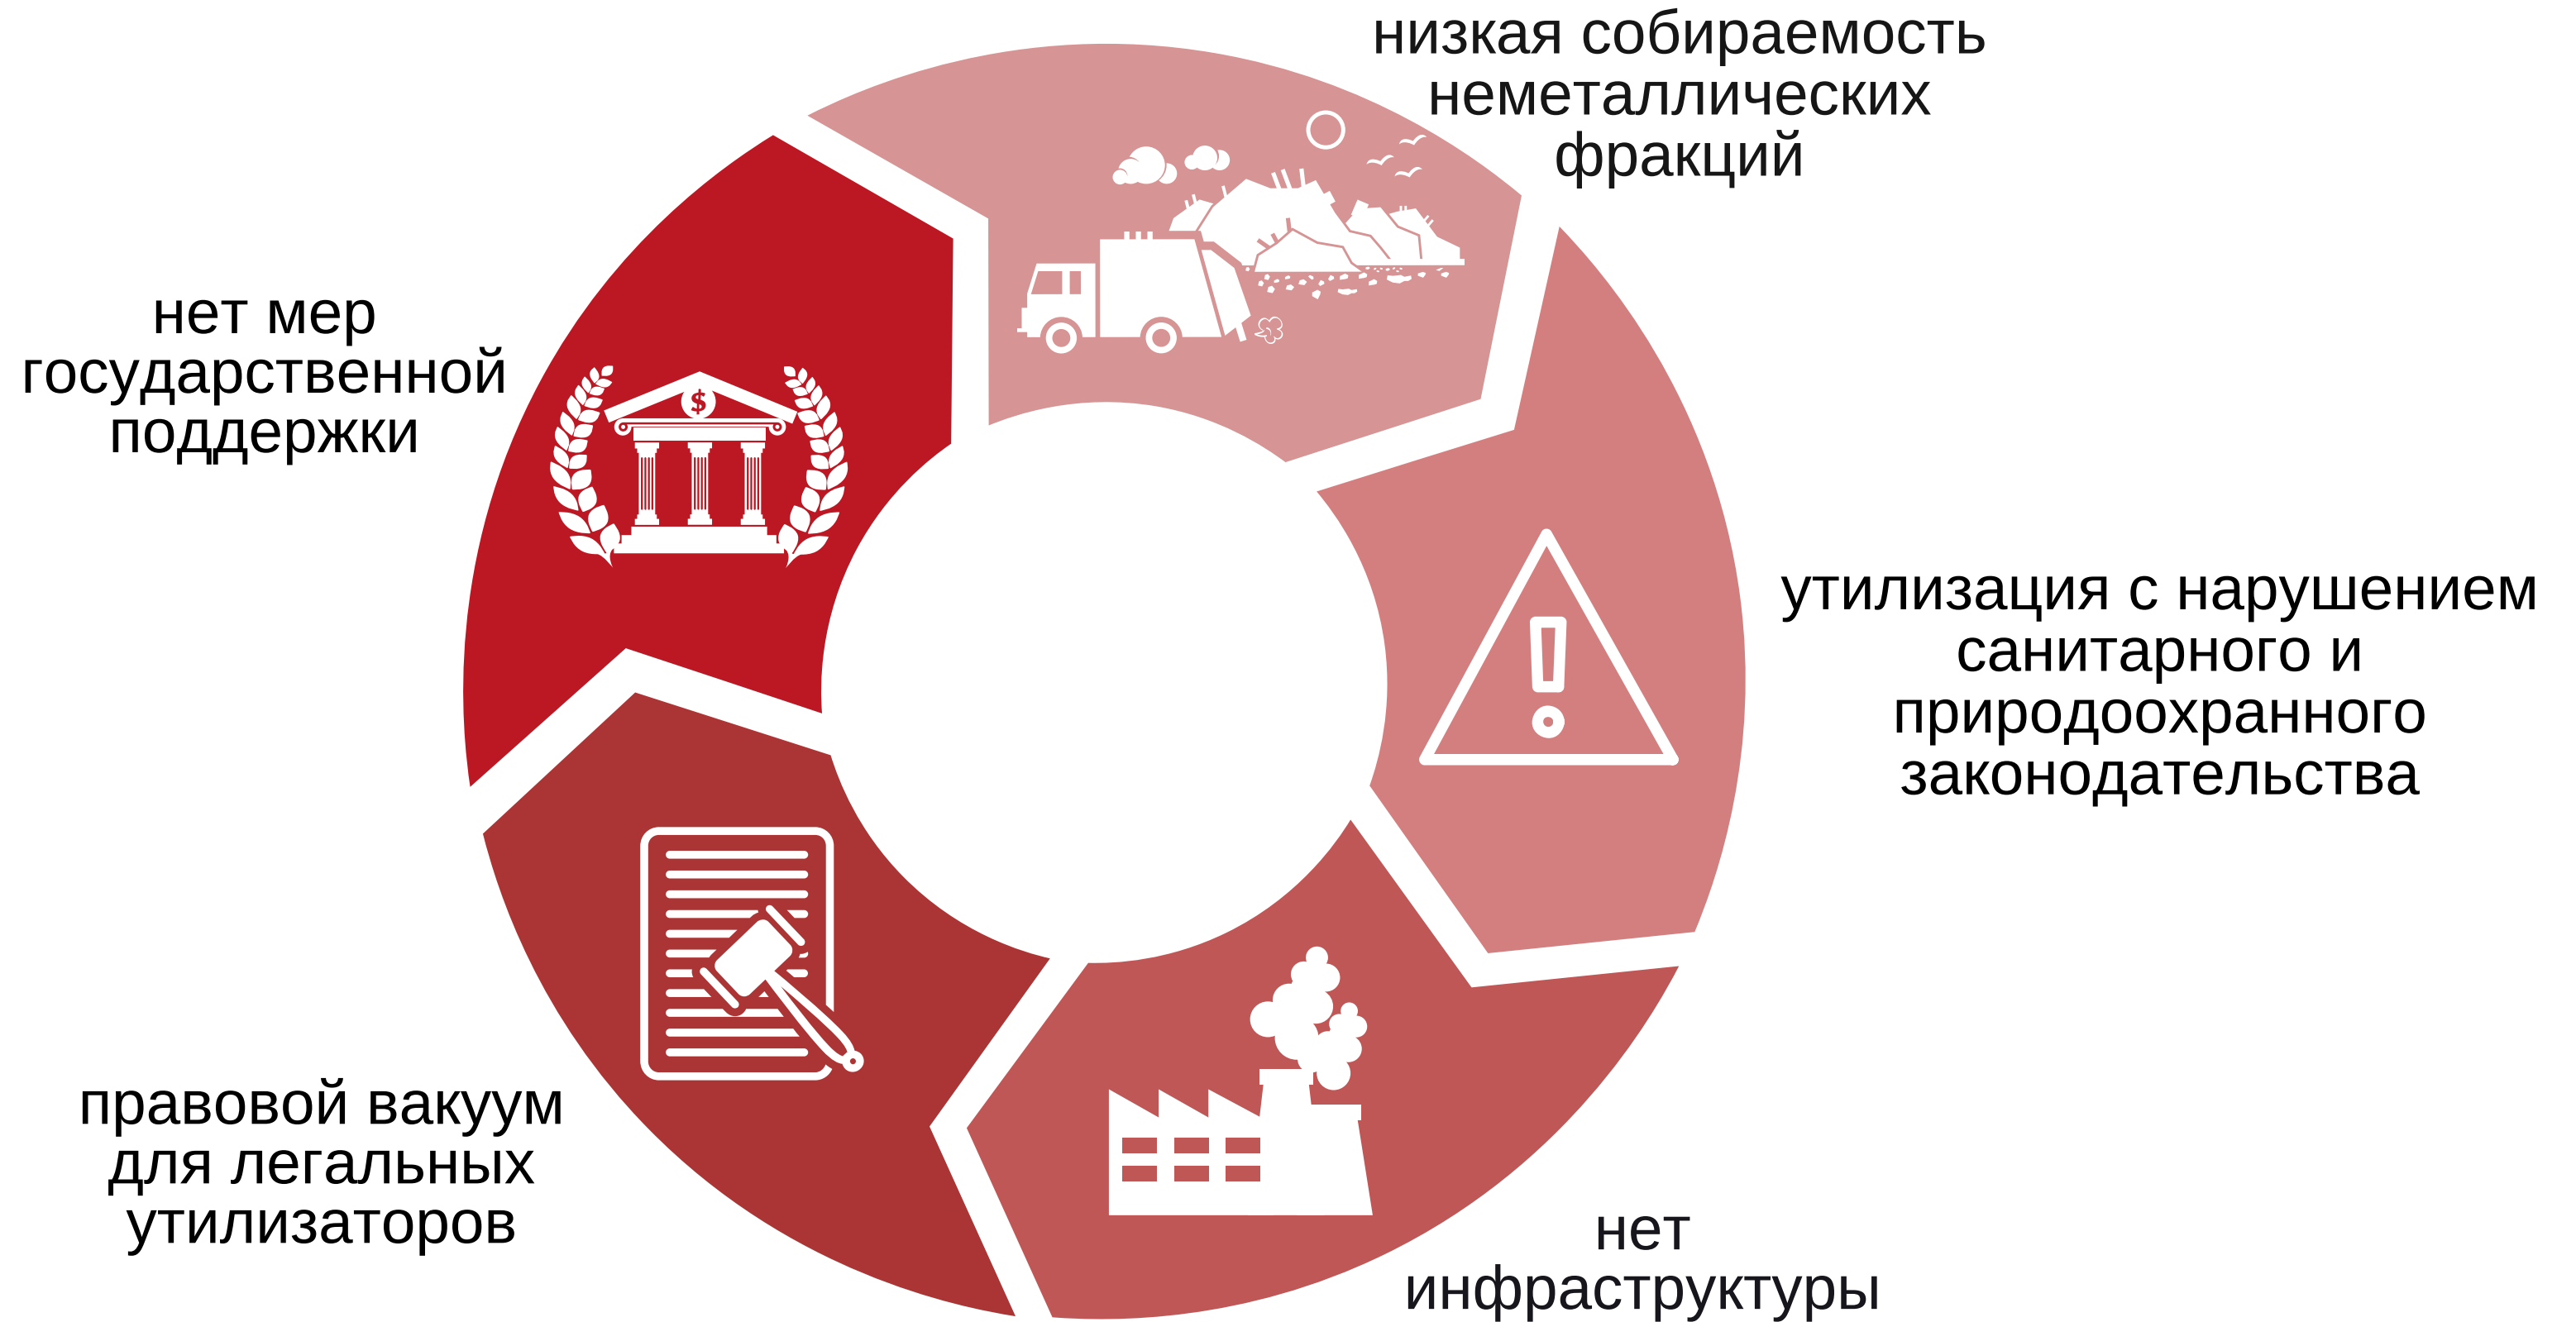 низкая собираемость
неметаллических
фракций
нет мер
государственной
поддержки
$
утилизация с нарушением
санитарного и
природоохранного
законодательства
правовой вакуум
для легальных
утилизаторов
нет
инфраструктуры